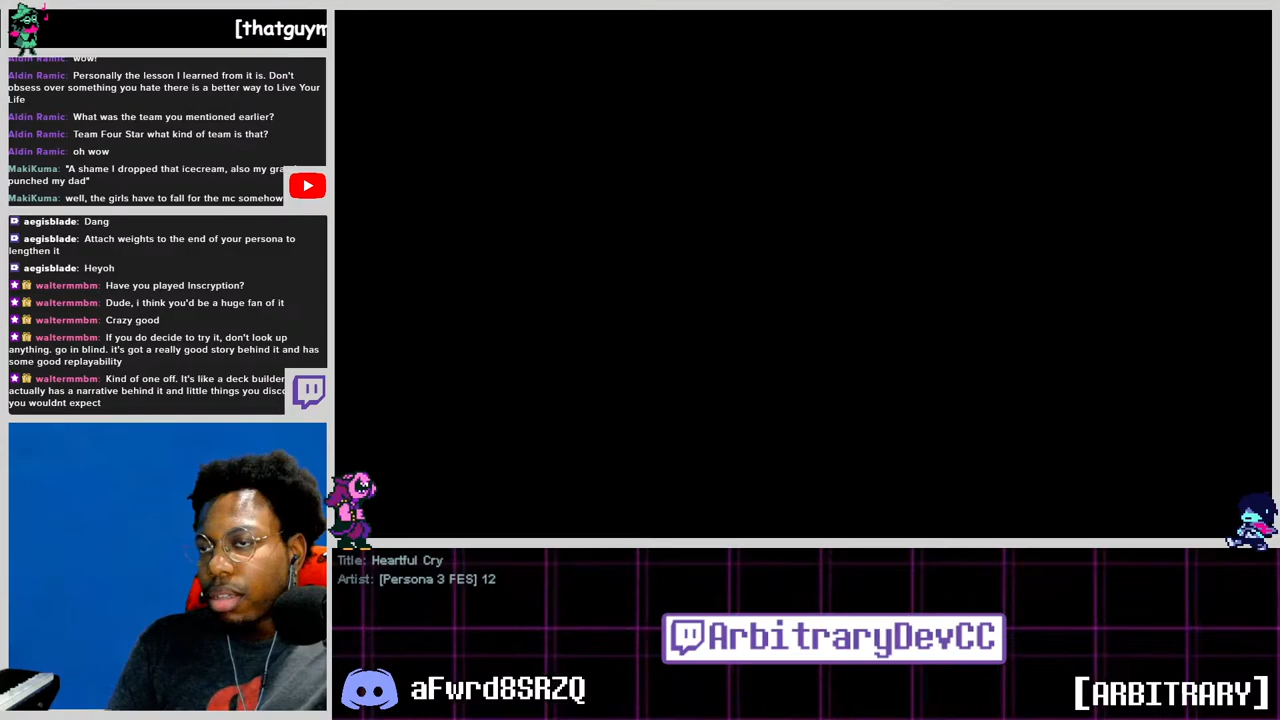 [thatguym
Aldin Ramic: wow!
Aldin Ramic: Personally the lesson I learned from it is. Don't
obsess over something you hate there is a better way to Live Your
Life
Aldin Ramic: What was the team you mentioned earlier?
Aldin Ramic: Team Four Star what kind of team is that?
Aldin Ramic: oh wow
MakiKuma: "A shame I dropped that icecream, also my gra
punched my dad"
MakiKuma: well, the girls have to fall for the mc somehow
aegisblade: Dang
aegisblade: Attach weights to the end of your persona to
lengthen it
aegisblade: Heyoh
waltermmbm: Have you played Inscryption?
waltermmbm: Dude, i think you'd be a huge fan of it
waltermmbm: Crazy good
waltermmbm: If you do decide to try it, don't look up
anything. go in blind. it's got a really good story behind it and has
some good replayability
waltermmbm: Kind of one off. It's like a deck builder
actually has a narrative behind it and little things you disc
you wouldnt expect
Title: Heartful Cry
Artist: [Persona 3 FES] 12
ArbitraryDevCC
aFwrd8SRZQ
[ARBITRARY]